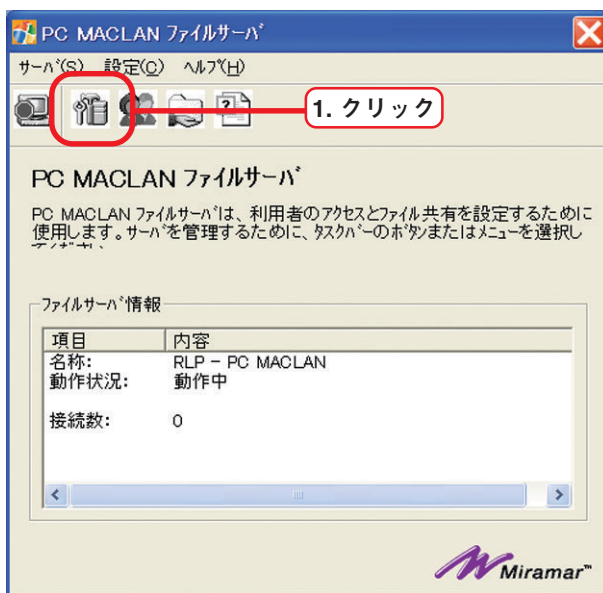 PC MACLAN ファイルサーバ
サーバ(S) 設定(C) ヘルプ(H)
1. クリック
PC MACLAN ファイルサーバ
PC MACLAN ファイルサーバは、利用者のアクセスとファイル共有を設定するために
使用します。サーバを管理するために、タスクバーのボタンまたはメニューを選択し
てください。
ファイルサーバ情報
項目 内容
名称: RLP - PC MACLAN
動作状況: 動作中
接続数: 0
Miramar™